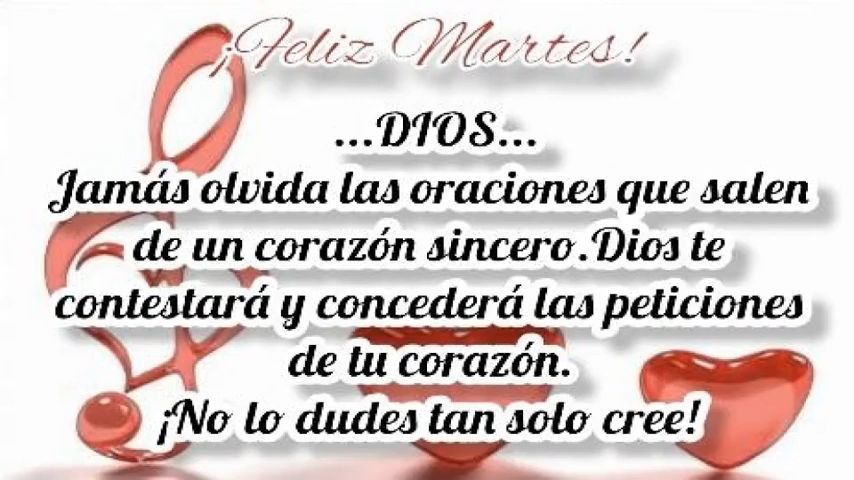 ¡Feliz Martes!
...DIOS...
Jamás olvida las oraciones que salen
de un corazón sincero.Dios te
contestará y concederá las peticiones
de tu corazón.
¡No lo dudes tan solo cree!